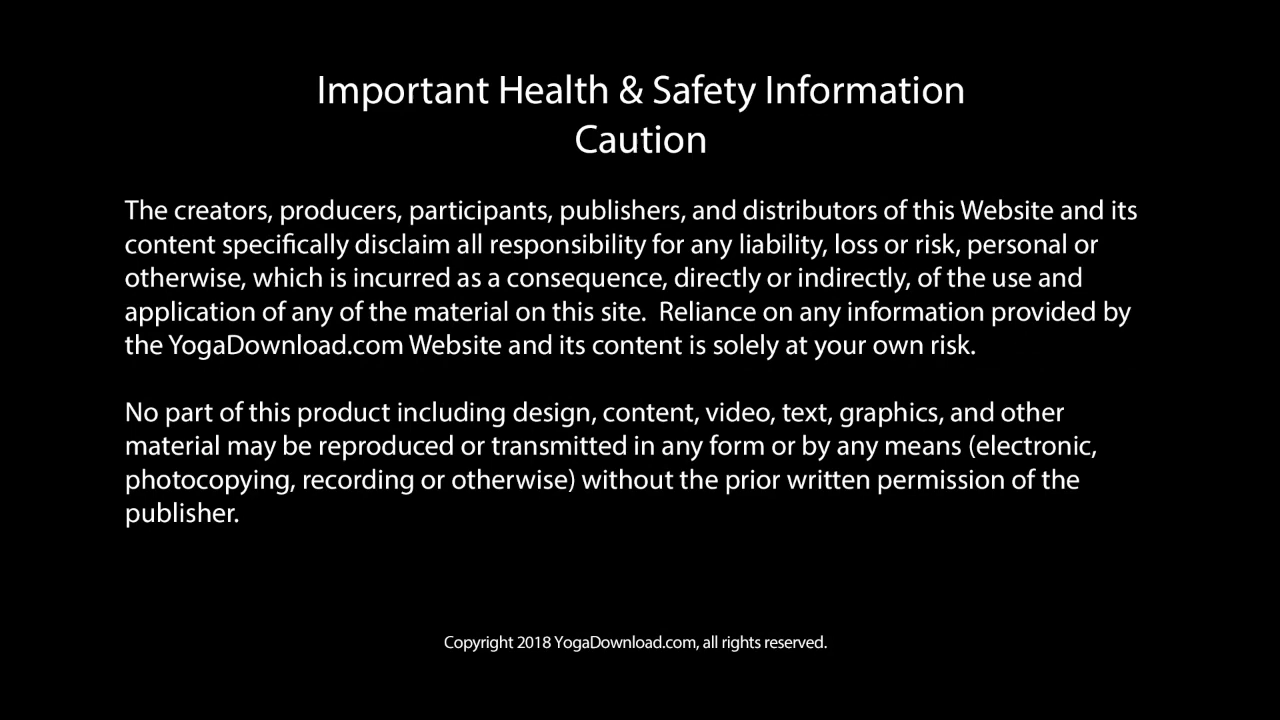 Important Health & Safety Information
Caution
The creators, producers, participants, publishers, and distributors of this Website and its
content specifically disclaim all responsibility for any liability, loss or risk, personal or
otherwise, which is incurred as a consequence, directly or indirectly, of the use and
application of any of the material on this site.  Reliance on any information provided by
the YogaDownload.com Website and its content is solely at your own risk.
No part of this product including design, content, video, text, graphics, and other
material may be reproduced or transmitted in any form or by any means (electronic,
photocopying, recording or otherwise) without the prior written permission of the
publisher.
Copyright 2018 YogaDownload.com, all rights reserved.